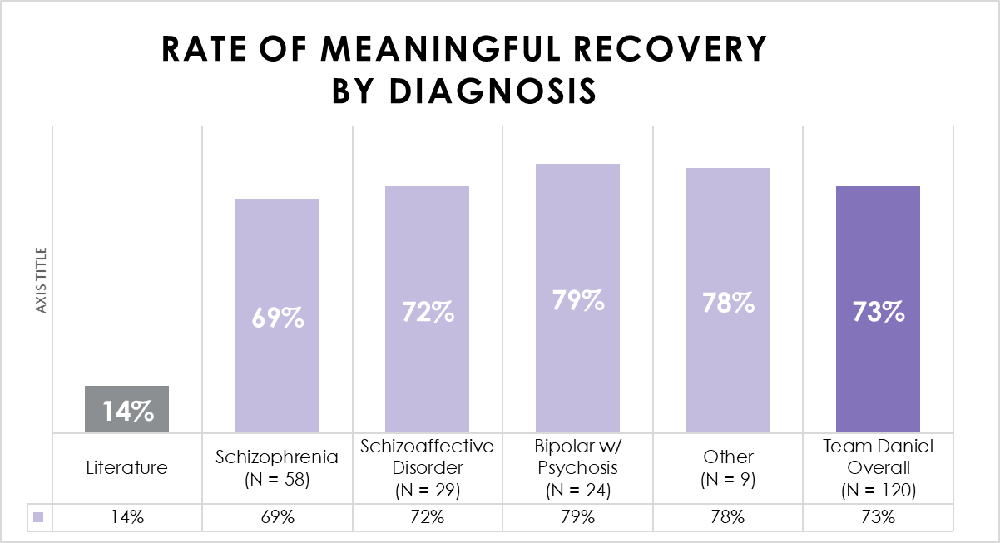 RATE OF MEANINGFUL RECOVERY
BY DIAGNOSIS
AXIS TITLE
14%
69%
72%
79%
78%
73%
Literature
Schizophrenia
(N = 58)
Schizoaffective
Disorder
(N = 29)
Bipolar w/
Psychosis
(N = 24)
Other
(N = 9)
Team Daniel
Overall
(N = 120)
14%
69%
72%
79%
78%
73%